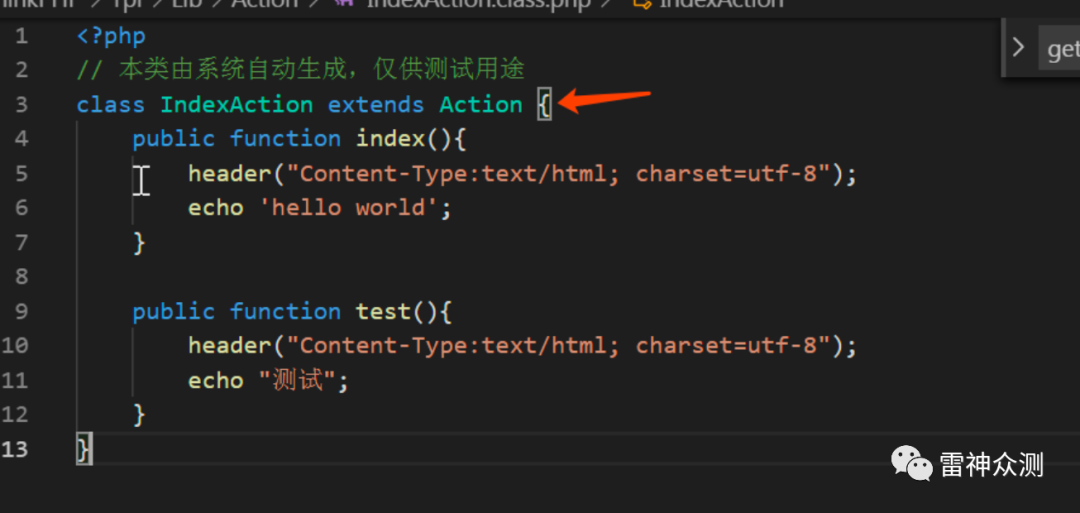 Tpl > Lib > Action > IndexAction.class.php > IndexAction
get
1 <?php
2 // 本类由系统自动生成，仅供测试用途
3 class IndexAction extends Action {
4 public function index(){
5 header("Content-Type:text/html; charset=utf-8");
6 echo 'hello world';
7 }
8
9 public function test(){
10 header("Content-Type:text/html; charset=utf-8");
11 echo "测试";
12 }
13 }
雷神众测